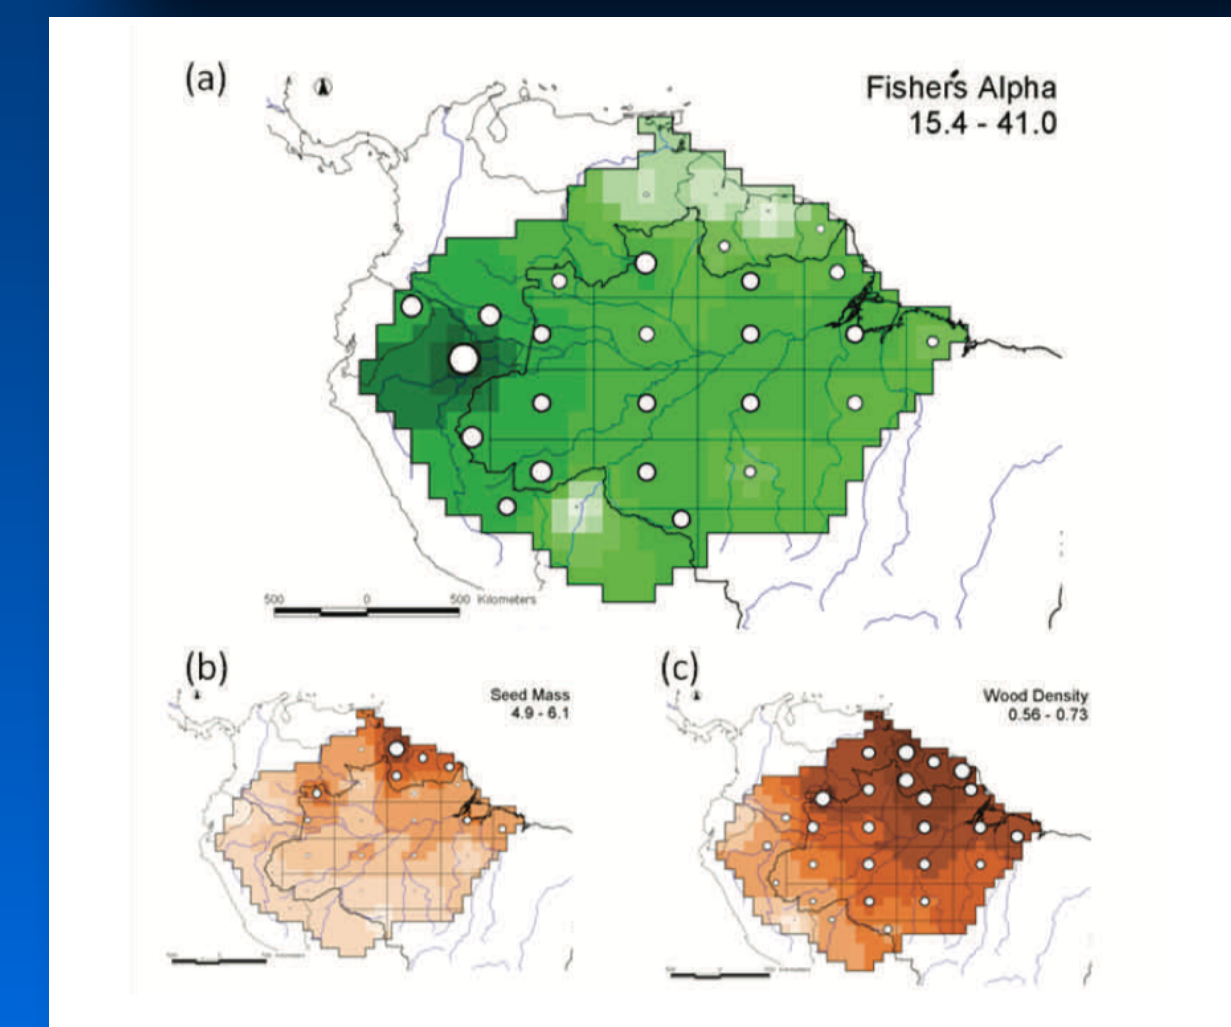 (a)
Fisher's Alpha
15.4 - 41.0
500 0 500 Kilometers
(b)
Seed Mass
4.9 - 6.1
(c)
Wood Density
0.56 - 0.73